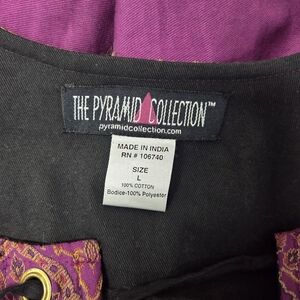 THE PYRAMID COLLECTION™
pyramidcollection.com
MADE IN INDIA
RN # 106740
SIZE
L
100% COTTON
Bodice-100% Polyester